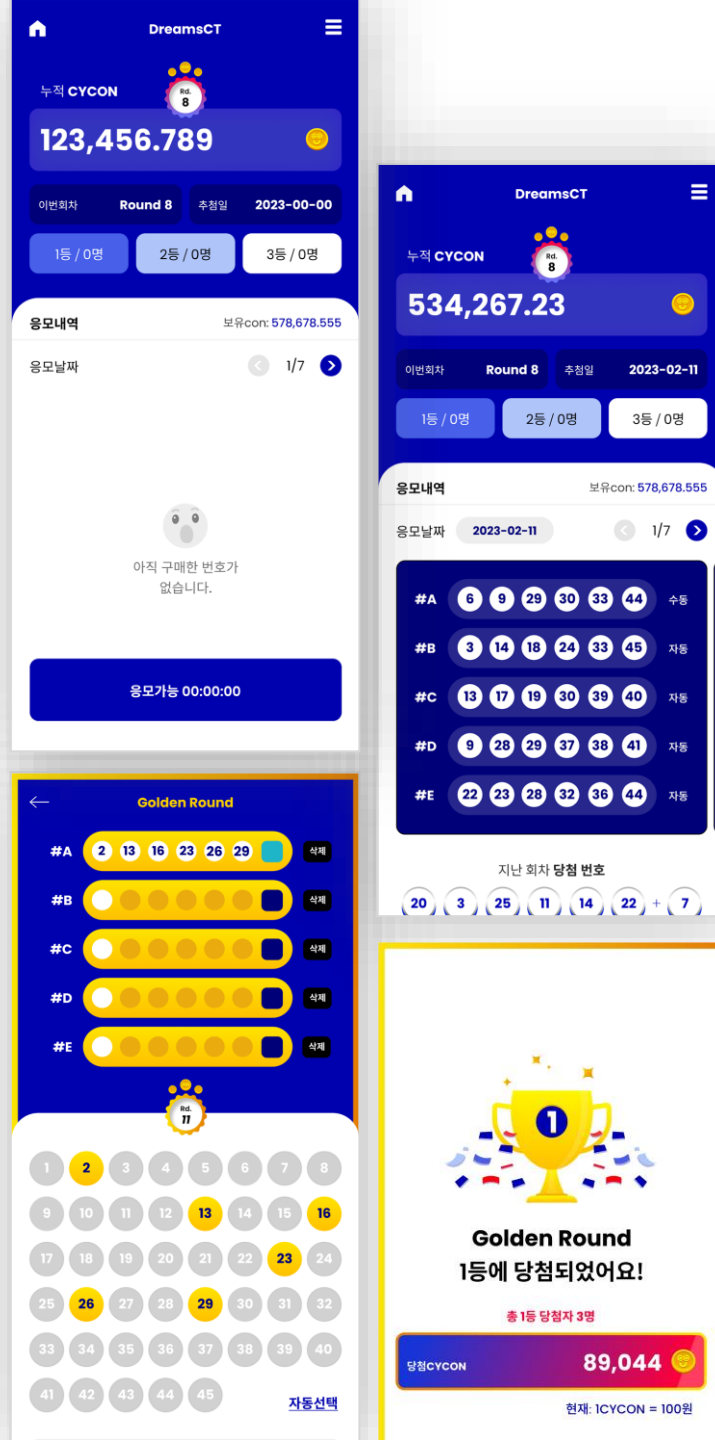 DreamsCT
누적 CYCON
Rd.
8
123,456.789
이번회차 Round 8 추첨일 2023-00-00
1등 / 0명 2등 / 0명 3등 / 0명
응모내역 보유con: 578,678.555
응모날짜 1/7
아직 구매한 번호가
없습니다.
응모가능 00:00:00
DreamsCT
누적 CYCON
Rd.
8
534,267.23
이번회차 Round 8 추첨일 2023-02-11
1등 / 0명 2등 / 0명 3등 / 0명
응모내역 보유con: 578,678.555
응모날짜 2023-02-11 1/7
#A 6 9 29 30 33 44 수동
#B 3 14 18 24 33 45 자동
#C 13 17 19 30 39 40 자동
#D 9 28 29 37 38 41 자동
#E 22 23 28 32 36 44 자동
지난 회차 당첨 번호
20 3 25 11 14 22 + 7
Golden Round
#A 2 13 16 23 26 29 삭제
#B 삭제
#C 삭제
#D 삭제
#E 삭제
Rd.
11
1 2 3 4 5 6 7 8
9 10 11 12 13 14 15 16
17 18 19 20 21 22 23 24
25 26 27 28 29 30 31 32
33 34 35 36 37 38 39 40
41 42 43 44 45 자동선택
1
Golden Round
1등에 당첨되었어요!
총 1등 당첨자 3명
당첨CYCON 89,044
현재: 1CYCON = 100원